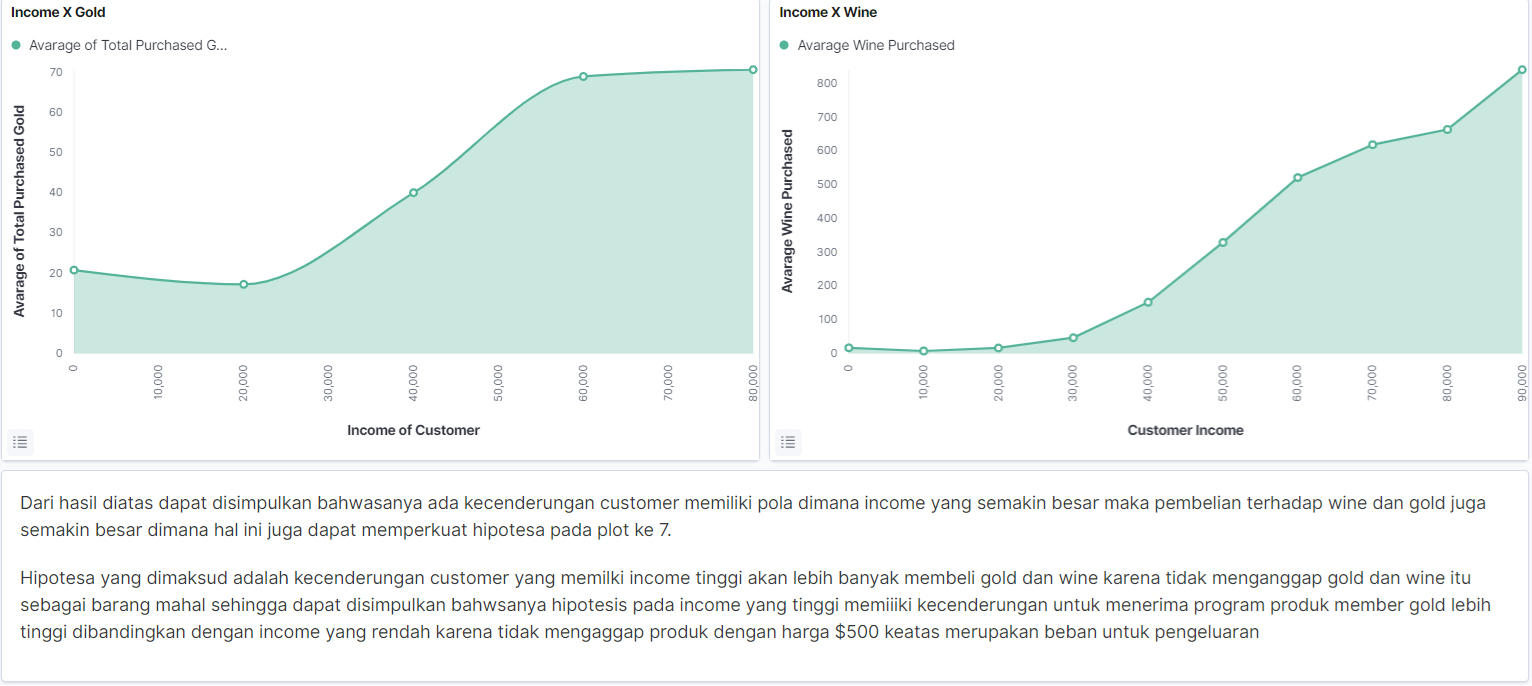 Income X Gold
Avarage of Total Purchased G...
Avarage of Total Purchased Gold
70
60
50
40
30
20
10
0
0
10,000
20,000
30,000
40,000
50,000
60,000
70,000
80,000
Income of Customer
Income X Wine
Avarage Wine Purchased
Avarage Wine Purchased
800
700
600
500
400
300
200
100
0
0
10,000
20,000
30,000
40,000
50,000
60,000
70,000
80,000
90,000
Customer Income
Dari hasil diatas dapat disimpulkan bahwasanya ada kecenderungan customer memiliki pola dimana income yang semakin besar maka pembelian terhadap wine dan gold juga
semakin besar dimana hal ini juga dapat memperkuat hipotesa pada plot ke 7.
Hipotesa yang dimaksud adalah kecenderungan customer yang memilki income tinggi akan lebih banyak membeli gold dan wine karena tidak menganggap gold dan wine itu
sebagai barang mahal sehingga dapat disimpulkan bahwsanya hipotesis pada income yang tinggi memiiiki kecenderungan untuk menerima program produk member gold lebih
tinggi dibandingkan dengan income yang rendah karena tidak mengaggap produk dengan harga $500 keatas merupakan beban untuk pengeluaran